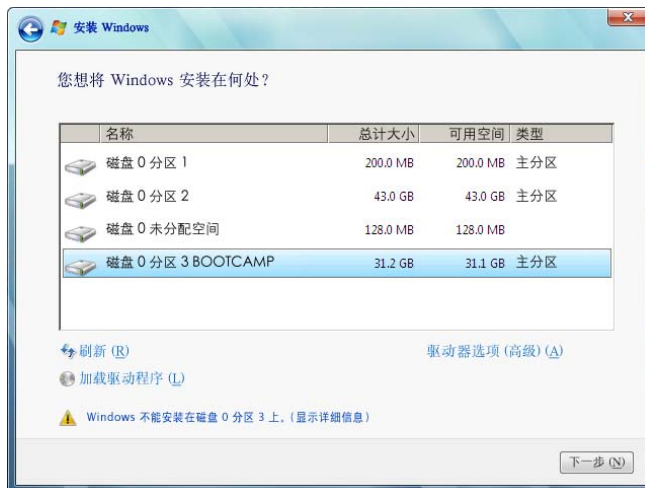 安装 Windows
您想将 Windows 安装在何处?
名称 总计大小 可用空间 类型
磁盘 0 分区 1 200.0 MB 200.0 MB 主分区
磁盘 0 分区 2 43.0 GB 43.0 GB 主分区
磁盘 0 未分配空间 128.0 MB 128.0 MB
磁盘 0 分区 3 BOOTCAMP 31.2 GB 31.1 GB 主分区
刷新 (R) 驱动器选项 (高级) (A)
加载驱动程序 (L)
Windows 不能安装在磁盘 0 分区 3 上。(显示详细信息)
下一步 (N)